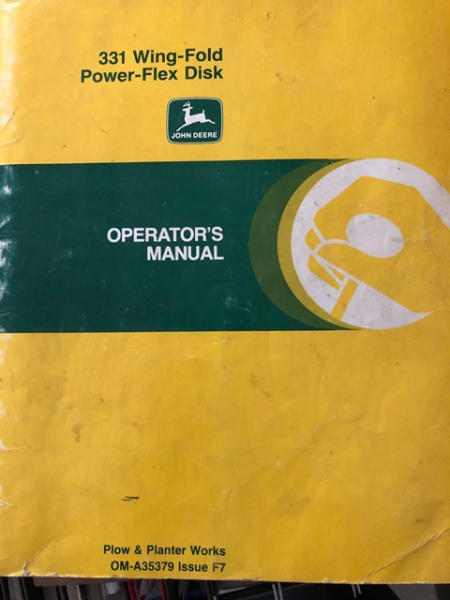 331 Wing-Fold
Power-Flex Disk
JOHN DEERE
OPERATOR'S
MANUAL
Plow & Planter Works
OM-A35379 Issue F7